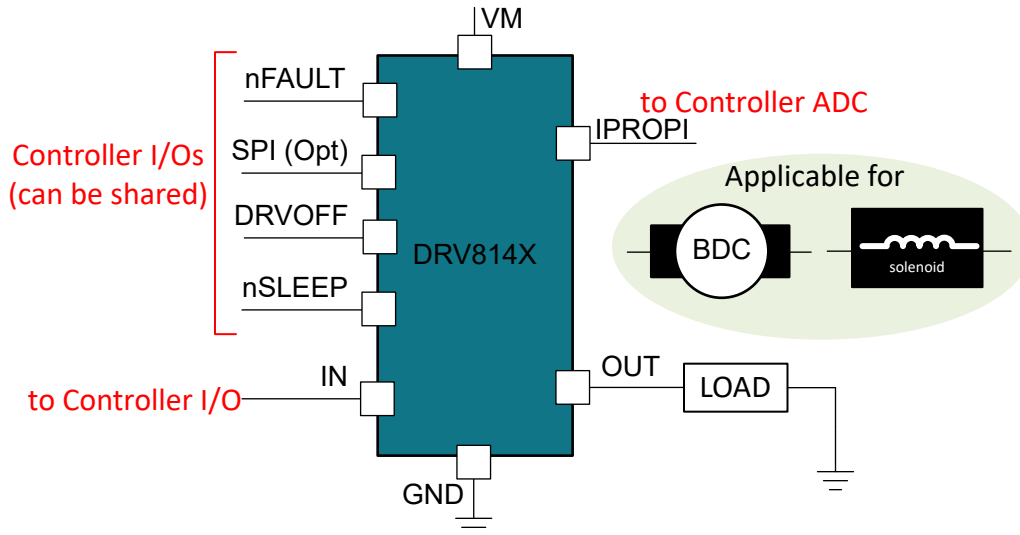 VM
nFAULT
to Controller ADC
IPROPI
Controller I/Os
(can be shared)
SPI (Opt)
Applicable for
DRVOFF
DRV814X
BDC
solenoid
nSLEEP
IN
OUT
LOAD
to Controller I/O
GND